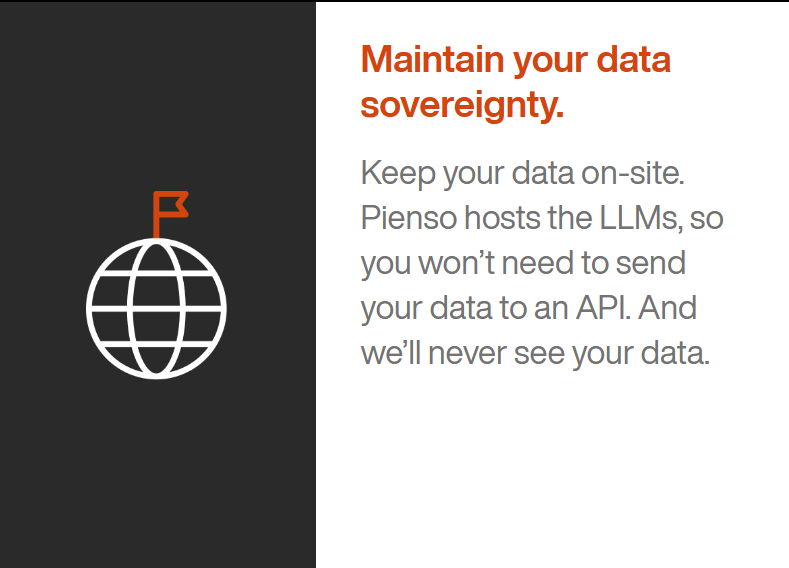 Maintain your data
sovereignty.
Keep your data on-site.
Pienso hosts the LLMs, so
you won’t need to send
your data to an API. And
we’ll never see your data.